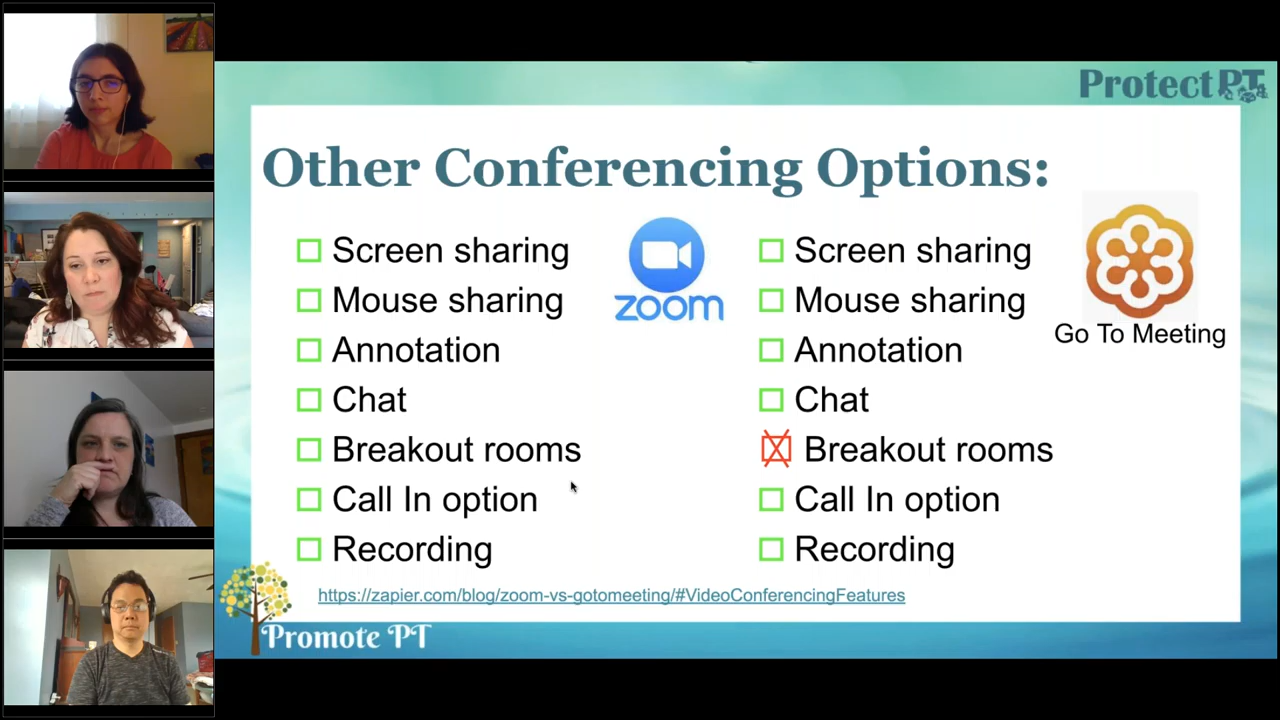 Protect PT
Other Conferencing Options:
Screen sharing
Mouse sharing
Annotation
Chat
Breakout rooms
Call In option
Recording
zoom
Screen sharing
Mouse sharing
Annotation
Chat
Breakout rooms
Call In option
Recording
Go To Meeting
https://zapier.com/blog/zoom-vs-gotomeeting/#VideoConferencingFeatures
Promote PT